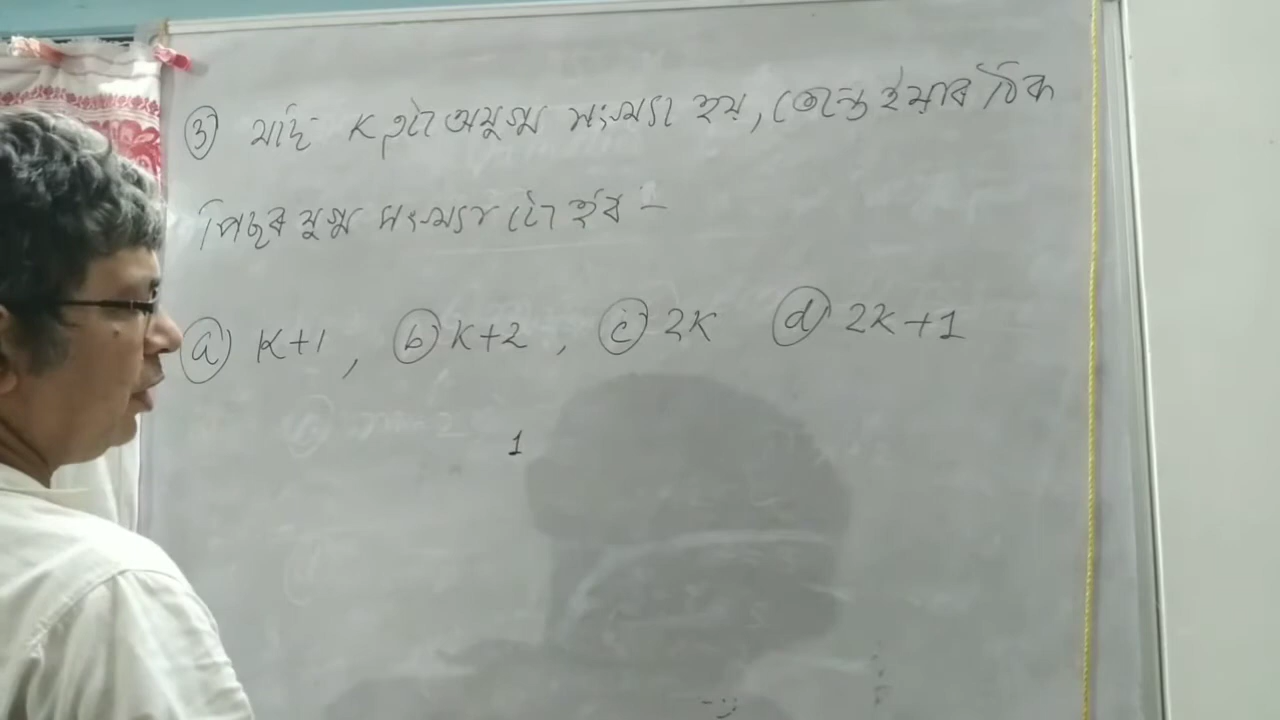 ③ যদি K এটা অযুগ্ম সংখ্যা হয়, তেন্তে ইয়াৰ ঠিক
পিছৰ যুগ্ম সংখ্যাটো হ'ব –
ⓐ K+1 , ⓑ K+2 , ⓒ 2K ⓓ 2K+1
1